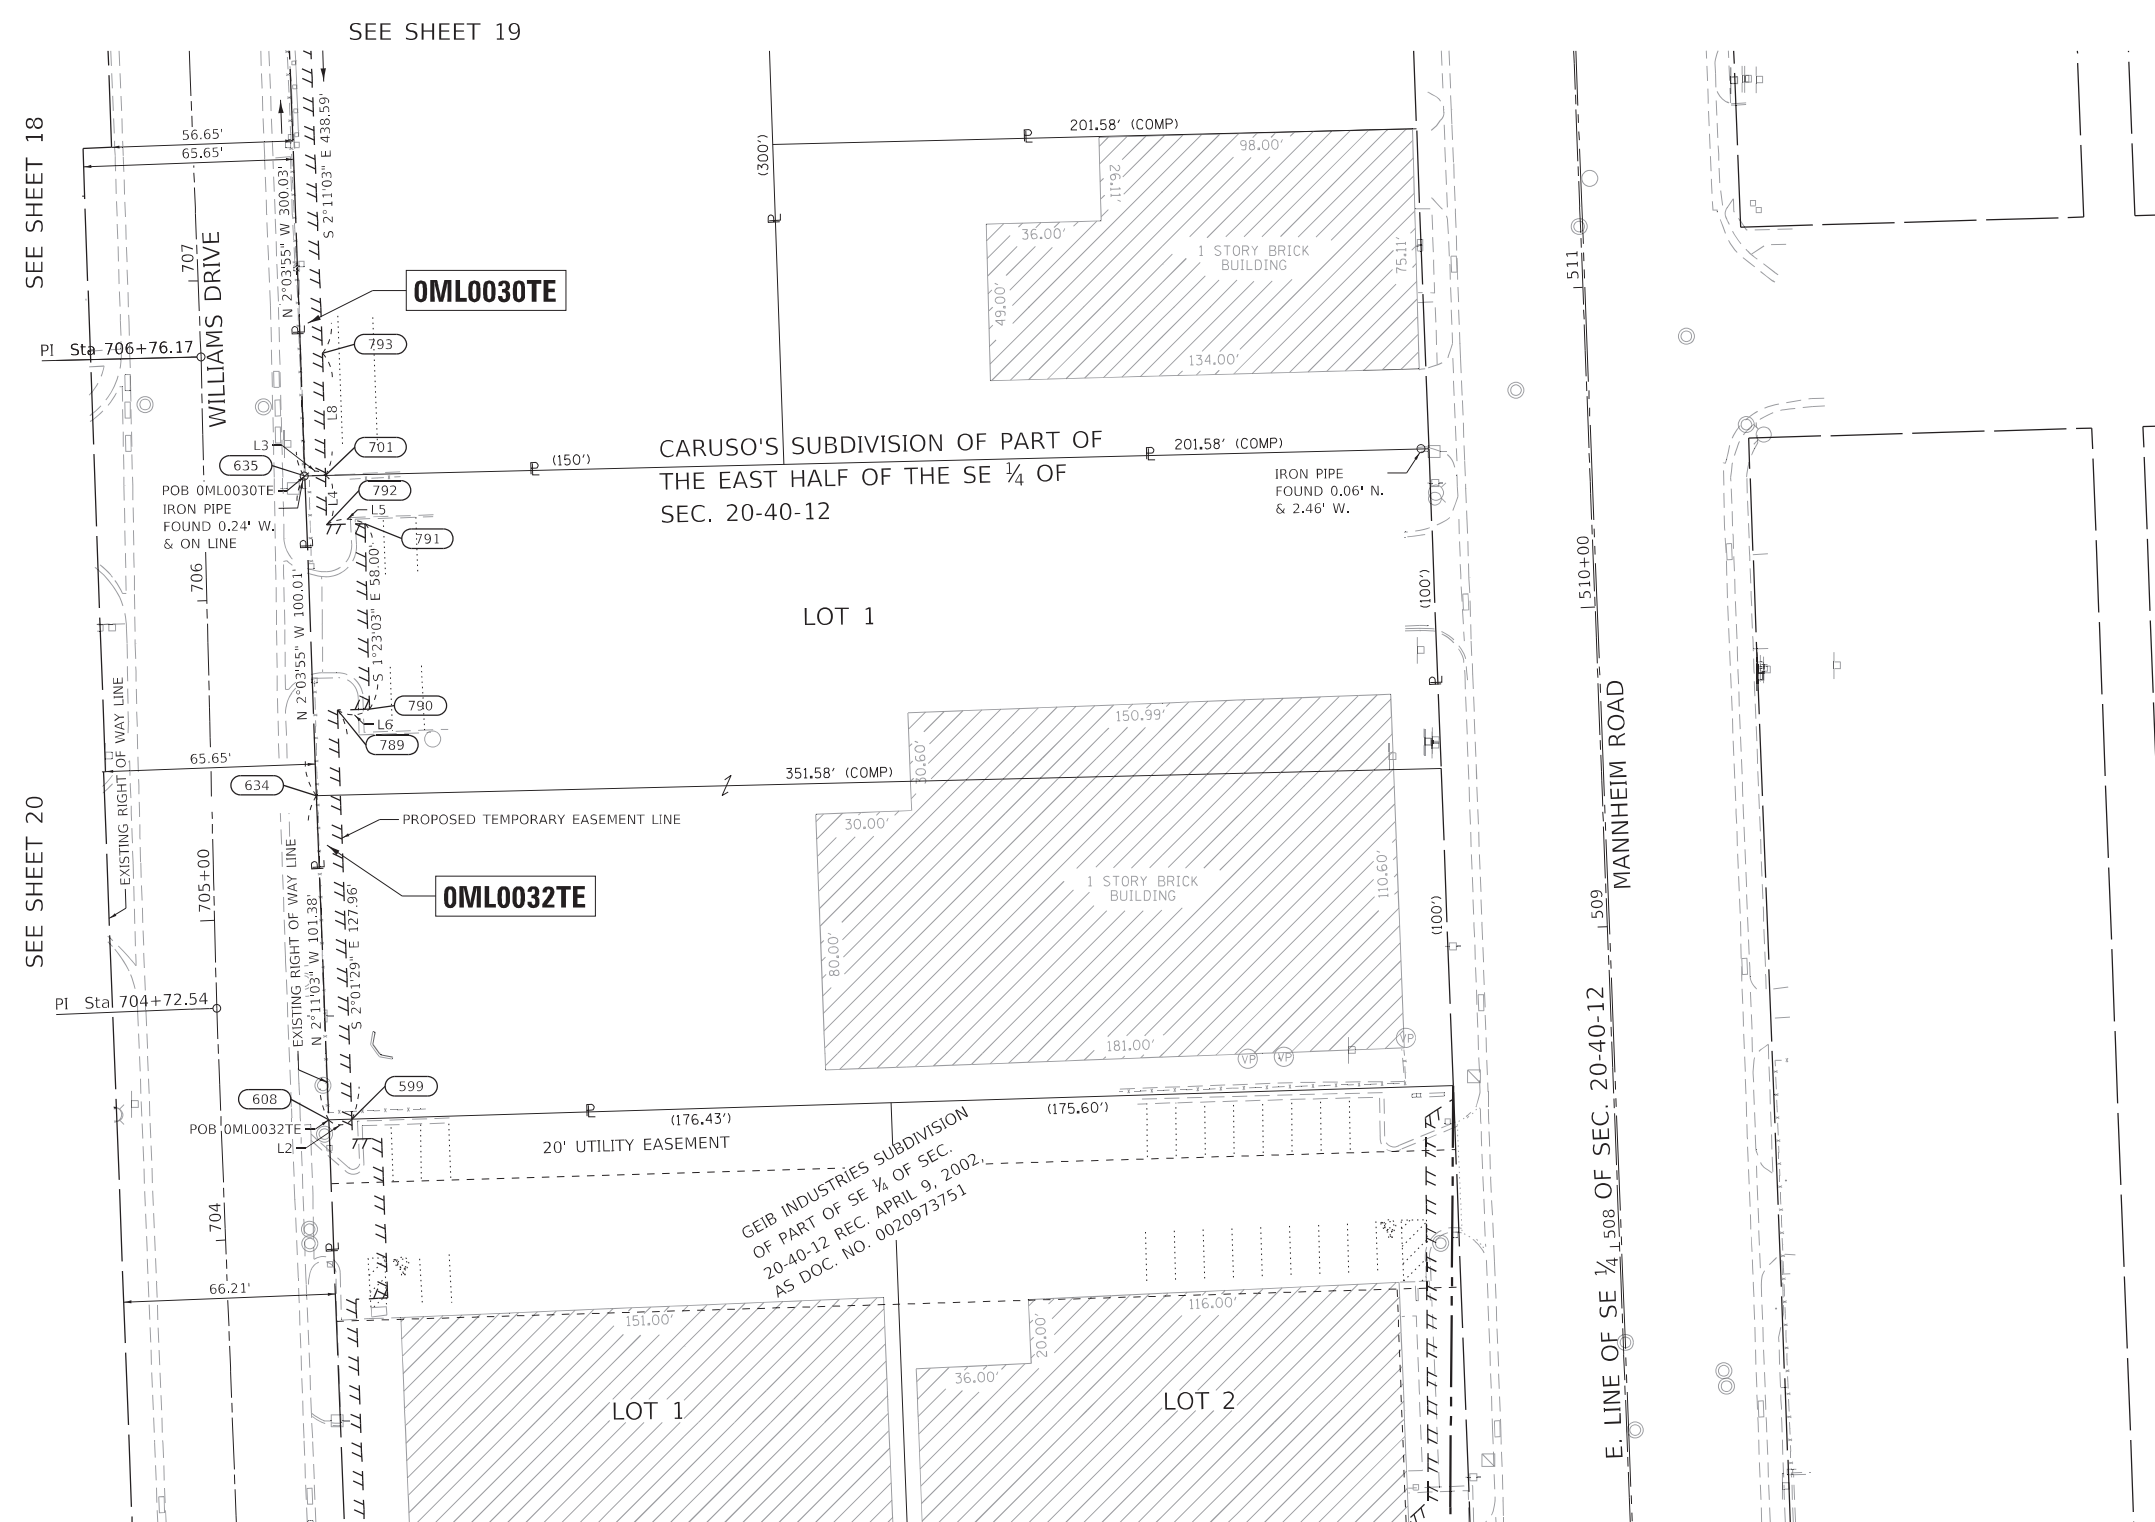 SEE SHEET 19
SEE SHEET 18
SEE SHEET 20
56.65'
65.65'
707
WILLIAMS DRIVE
N 2°03'55" W 300.03'
S 2°11'03" E 438.59'
0ML0030TE
PI Sta 706+76.17
793
L8
L3
701
635
POB 0ML0030TE
IRON PIPE
FOUND 0.24' W.
& ON LINE
L4
792
L5
791
706
N 2°03'55" W 100.01'
S 1°23'03" E 58.00'
790
L6
789
65.65'
634
EXISTING RIGHT OF WAY LINE
705+00
PROPOSED TEMPORARY EASEMENT LINE
0ML0032TE
EXISTING RIGHT OF WAY LINE
N 2°11'03" W 101.38'
S 2°01'29" E 127.96'
PI Sta 704+72.54
608
599
POB 0ML0032TE
L2
704
66.21'
(300')
P
L
201.58' (COMP)
98.00'
26.11'
36.00'
49.00'
75.11'
134.00'
1 STORY BRICK
BUILDING
(150')
201.58' (COMP)
CARUSO'S SUBDIVISION OF PART OF
THE EAST HALF OF THE SE ¼ OF
SEC. 20-40-12
IRON PIPE
FOUND 0.06' N.
& 2.46' W.
LOT 1
(100')
150.99'
30.60'
351.58' (COMP)
30.00'
80.00'
1 STORY BRICK
BUILDING
110.60'
181.00'
VP
VP
VP
(100')
(176.43')
(175.60')
20' UTILITY EASEMENT
GEIB INDUSTRIES SUBDIVISION
OF PART OF SE ¼ OF SEC.
20-40-12 REC. APRIL 9, 2002,
AS DOC. NO. 0020973751
151.00'
116.00'
20.00'
36.00'
LOT 1
LOT 2
511
510+00
MANNHEIM ROAD
509
508
E. LINE OF SE ¼ OF SEC. 20-40-12